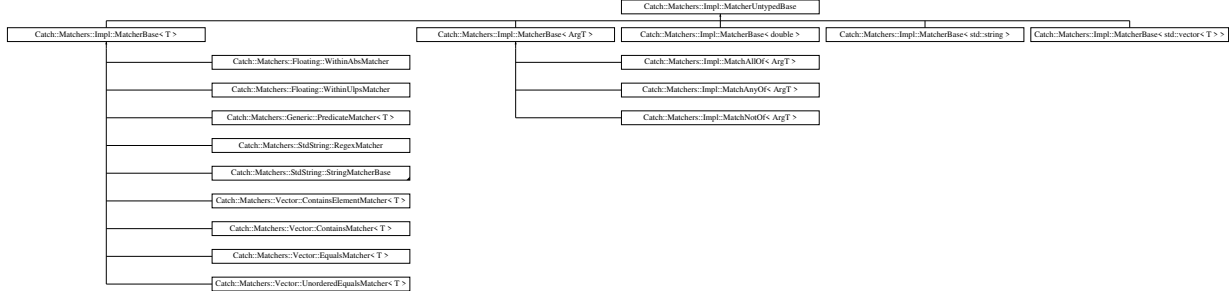 Catch::Matchers::Impl::MatcherUntypedBase
Catch::Matchers::Impl::MatcherBase< T >
Catch::Matchers::Impl::MatcherBase< ArgT >
Catch::Matchers::Impl::MatcherBase< double >
Catch::Matchers::Impl::MatcherBase< std::string >
Catch::Matchers::Impl::MatcherBase< std::vector< T > >
Catch::Matchers::Floating::WithinAbsMatcher
Catch::Matchers::Impl::MatchAllOf< ArgT >
Catch::Matchers::Floating::WithinUlpsMatcher
Catch::Matchers::Impl::MatchAnyOf< ArgT >
Catch::Matchers::Generic::PredicateMatcher< T >
Catch::Matchers::Impl::MatchNotOf< ArgT >
Catch::Matchers::StdString::RegexMatcher
Catch::Matchers::StdString::StringMatcherBase
Catch::Matchers::Vector::ContainsElementMatcher< T >
Catch::Matchers::Vector::ContainsMatcher< T >
Catch::Matchers::Vector::EqualsMatcher< T >
Catch::Matchers::Vector::UnorderedEqualsMatcher< T >